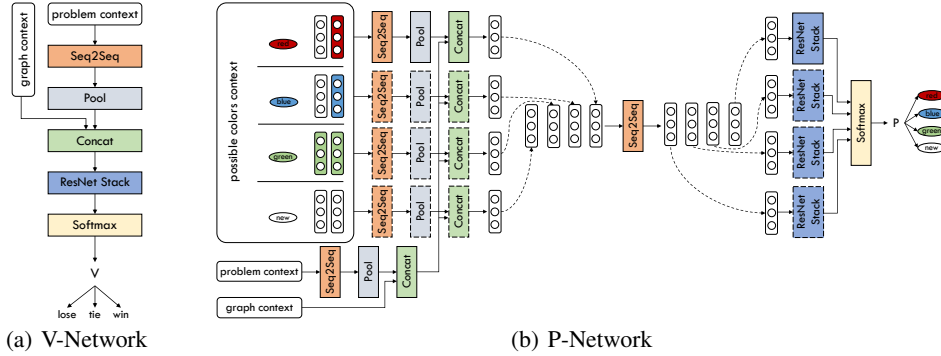 problem context
graph context
Seq2Seq
Pool
Concat
ResNet Stack
Softmax
V
lose tie win
(a) V-Network
possible colors context
red
blue
green
new
Seq2Seq
Pool
Concat
Seq2Seq
Pool
Concat
Seq2Seq
Pool
Concat
Seq2Seq
Pool
Concat
problem context
Seq2Seq
Pool
Concat
graph context
Seq2Seq
ResNet
Stack
ResNet
Stack
ResNet
Stack
ResNet
Stack
Softmax
P
red
blue
green
new
(b) P-Network